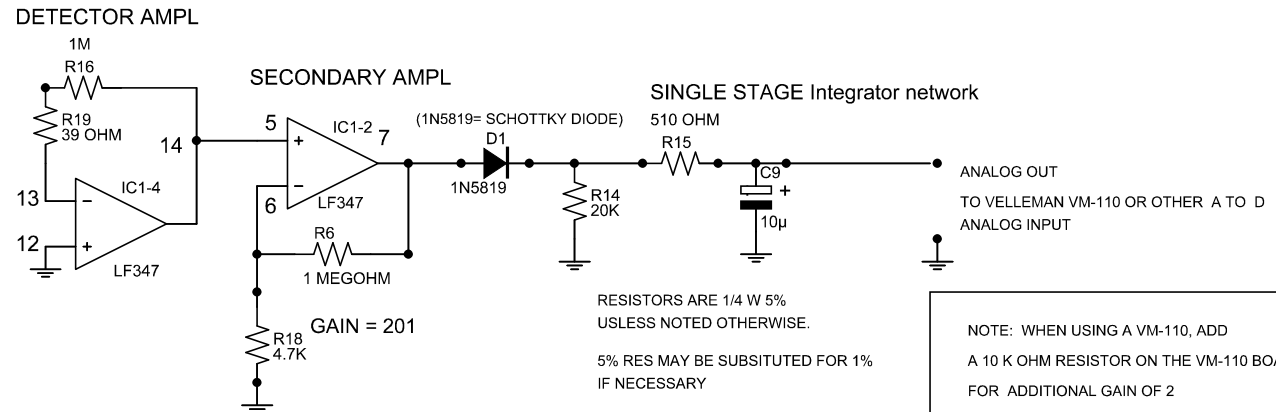 DETECTOR AMPL
1M
R16
R19
39 OHM
14
13
12
IC1-4
LF347
SECONDARY AMPL
5
IC1-2
7
6
LF347
R6
1 MEGOHM
R18
4.7K
GAIN = 201
(1N5819= SCHOTTKY DIODE)
D1
1N5819
R14
20K
SINGLE STAGE Integrator network
510 OHM
R15
C9
+
10µ
ANALOG OUT
TO VELLEMAN VM-110 OR OTHER A TO D
ANALOG INPUT
RESISTORS ARE 1/4 W 5%
USLESS NOTED OTHERWISE.
5% RES MAY BE SUBSITUTED FOR 1%
IF NECESSARY
NOTE: WHEN USING A VM-110, ADD
A 10 K OHM RESISTOR ON THE VM-110 BOA
FOR ADDITIONAL GAIN OF 2